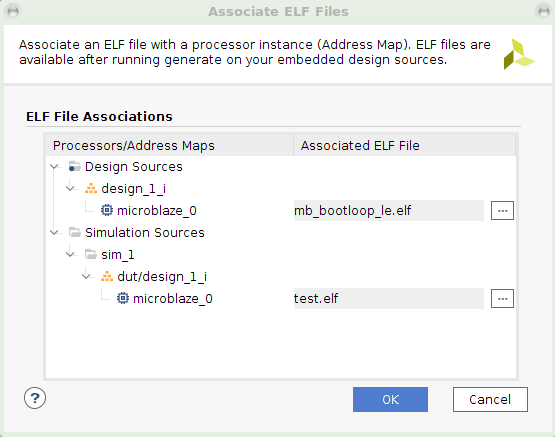 Associate ELF Files
Associate an ELF file with a processor instance (Address Map). ELF files are
available after running generate on your embedded design sources.
ELF File Associations
Processors/Address Maps Associated ELF File
Design Sources
design_1_i
microblaze_0 mb_bootloop_le.elf ...
Simulation Sources
sim_1
dut/design_1_i
microblaze_0 test.elf ...
? OK Cancel